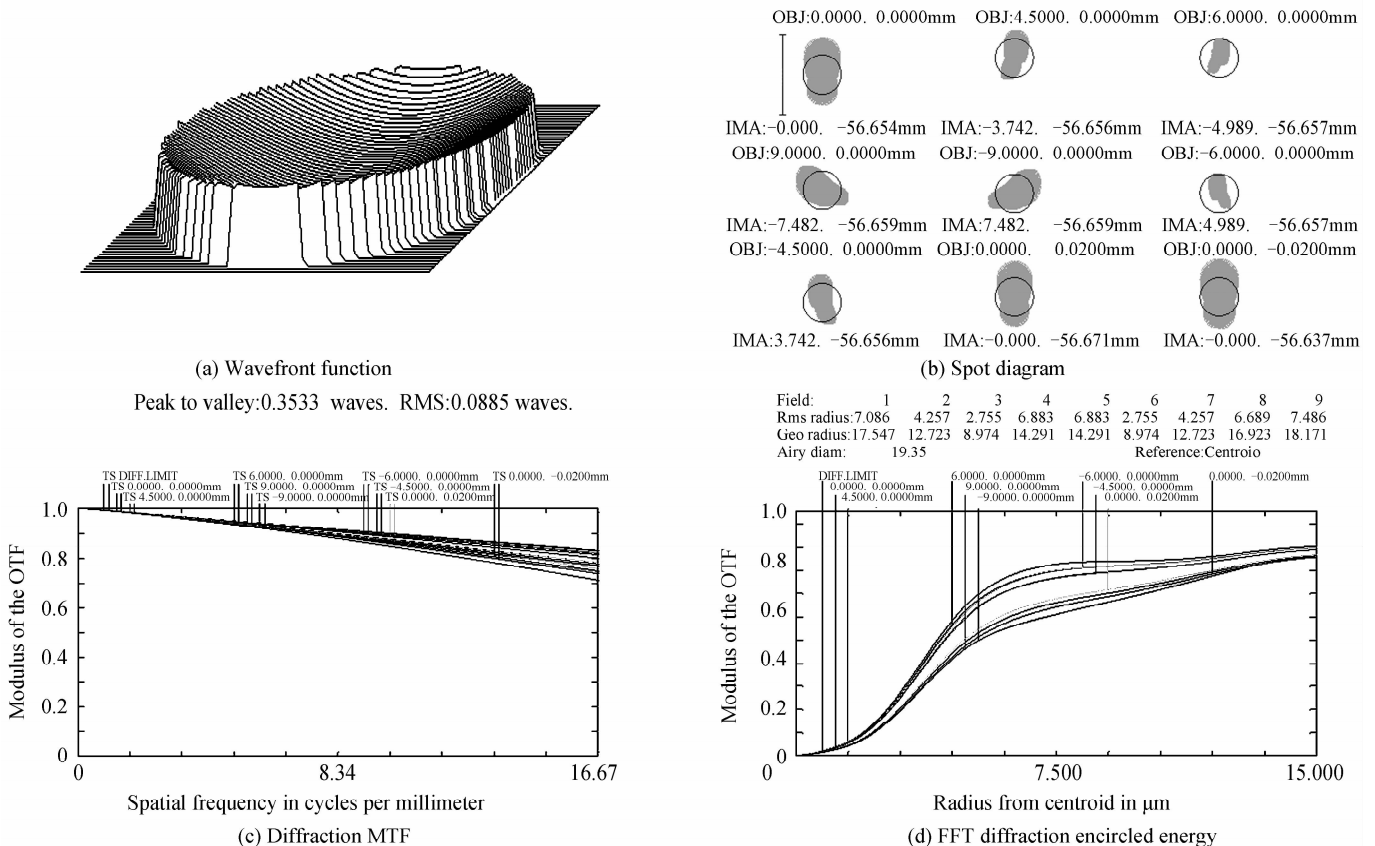 OBJ:0.0000. 0.0000mm OBJ:4.5000. 0.0000mm OBJ:6.0000. 0.0000mm
IMA:-0.000. -56.654mm IMA:-3.742. -56.656mm IMA:-4.989. -56.657mm
OBJ:9.0000. 0.0000mm OBJ:-9.0000. 0.0000mm OBJ:-6.0000. 0.0000mm
IMA:-7.482. -56.659mm IMA:7.482. -56.659mm IMA:4.989. -56.657mm
OBJ:-4.5000. 0.0000mm OBJ:0.0000. 0.0200mm OBJ:0.0000. -0.0200mm
IMA:3.742. -56.656mm IMA:-0.000. -56.671mm IMA:-0.000. -56.637mm
(a) Wavefront function
Peak to valley:0.3533 waves. RMS:0.0885 waves.
(b) Spot diagram
Field: 1 2 3 4 5 6 7 8 9
Rms radius:7.086 4.257 2.755 6.883 6.883 2.755 4.257 6.689 7.486
Geo radius:17.547 12.723 8.974 14.291 14.291 8.974 12.723 16.923 18.171
Airy diam: 19.35 Reference:Centroio
TS DIFF.LIMIT TS 6.0000. 0.0000mm TS -6.0000. 0.0000mm TS 0.0000. -0.0200mm
TS 0.0000. 0.0000mm TS 9.0000. 0.0000mm TS -4.5000. 0.0000mm
TS 4.5000. 0.0000mm TS -9.0000. 0.0000mm TS 0.0000. 0.0200mm
1.0
0.8
0.6
0.4
0.2
0
Modulus of the OTF
0 8.34 16.67
Spatial frequency in cycles per millimeter
(c) Diffraction MTF
DIFF.LIMIT 6.0000. 0.0000mm -6.0000. 0.0000mm 0.0000. -0.0200mm
0.0000. 0.0000mm 9.0000. 0.0000mm -4.5000. 0.0000mm
4.5000. 0.0000mm -9.0000. 0.0000mm 0.0000. 0.0200mm
1.0
0.8
0.6
0.4
0.2
0
Modulus of the OTF
0 7.500 15.000
Radius from centroid in μm
(d) FFT diffraction encircled energy